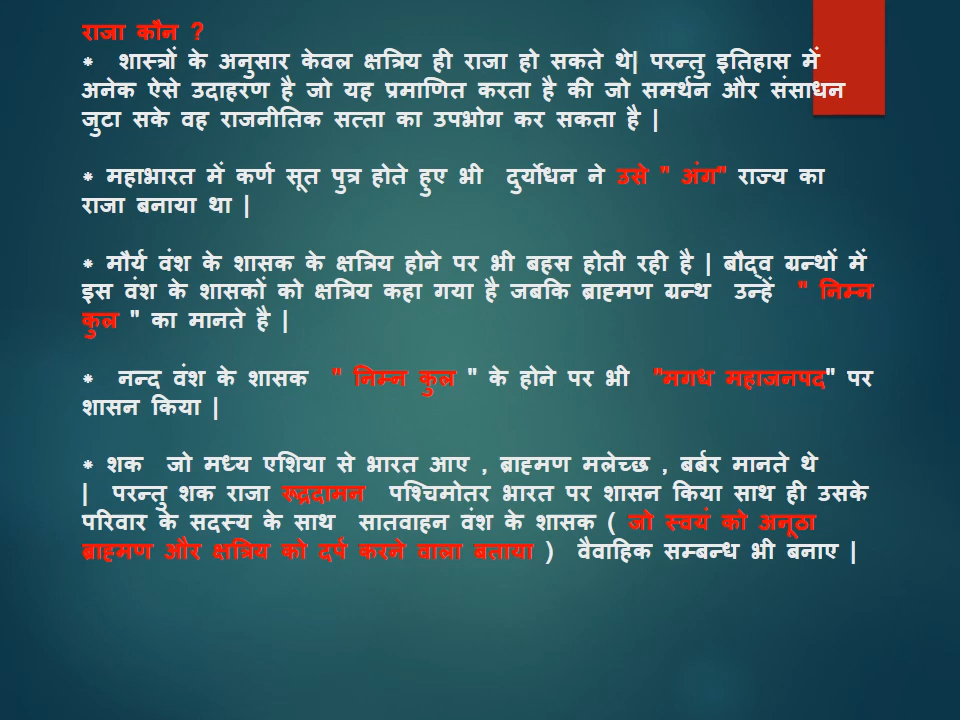 राजा कौन ?
* शास्त्रों के अनुसार केवल क्षत्रिय ही राजा हो सकते थे| परन्तु इतिहास में
अनेक ऐसे उदाहरण है जो यह प्रमाणित करता है की जो समर्थन और संसाधन
जुटा सके वह राजनीतिक सत्ता का उपभोग कर सकता है |
* महाभारत में कर्ण सूत पुत्र होते हुए भी दुर्योधन ने उसे " अंग" राज्य का
राजा बनाया था |
* मौर्य वंश के शासक के क्षत्रिय होने पर भी बहस होती रही है | बौद्व ग्रन्थों में
इस वंश के शासकों को क्षत्रिय कहा गया है जबकि ब्राह्मण ग्रन्थ उन्हें " निम्न
कुल " का मानते है |
* नन्द वंश के शासक " निम्न कुल " के होने पर भी "मगध महाजनपद" पर
शासन किया |
* शक जो मध्य एशिया से भारत आए , ब्राह्मण मलेच्छ , बर्बर मानते थे
| परन्तु शक राजा रूद्रदामन पश्चिमोतर भारत पर शासन किया साथ ही उसके
परिवार के सदस्य के साथ सातवाहन वंश के शासक ( जो स्वयं को अनूठा
ब्राह्मण और क्षत्रिय को दर्प करने वाला बताया ) वैवाहिक सम्बन्ध भी बनाए |